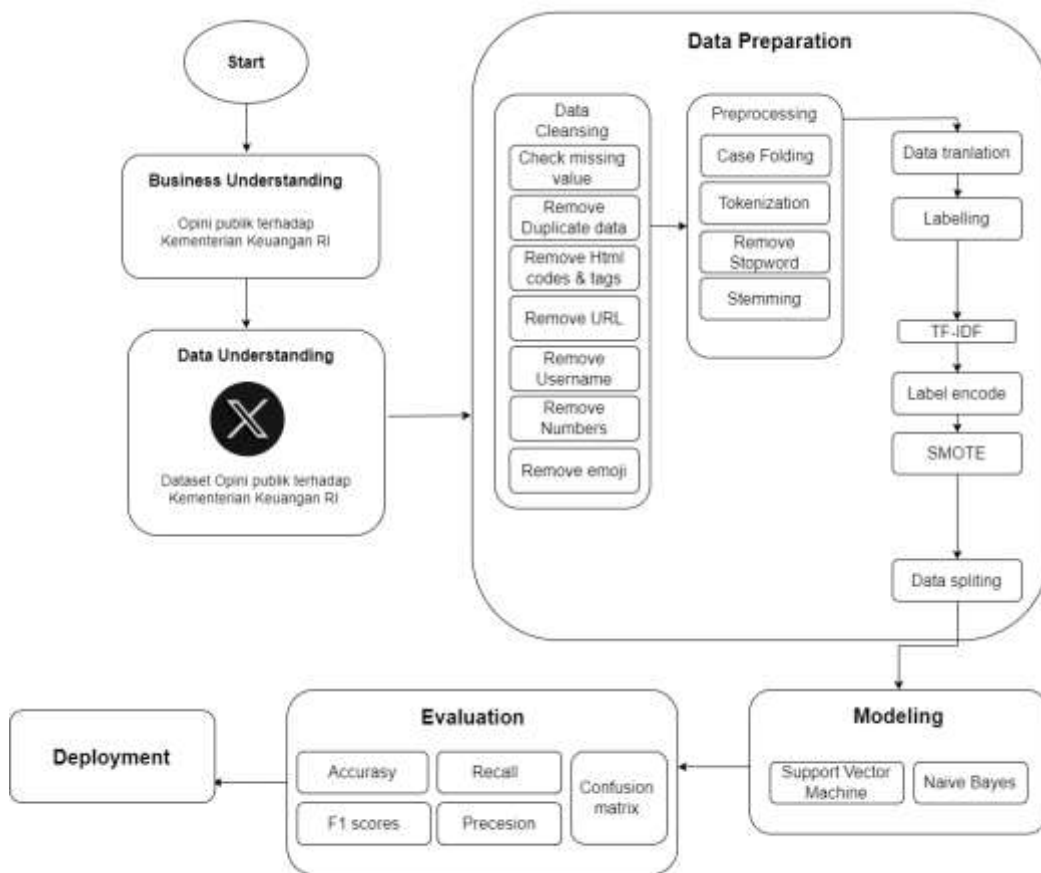 Start
Business Understanding
Opini publik terhadap
Kementerian Keuangan RI
Data Understanding
X
Dataset Opini publik terhadap
Kementerian Keuangan RI
Data Preparation
Data
Cleansing
Check missing
value
Remove
Duplicate data
Remove Html
codes & tags
Remove URL
Remove
Username
Remove
Numbers
Remove emoji
Preprocessing
Case Folding
Tokenization
Remove
Stopword
Stemming
Data tranlation
Labelling
TF-IDF
Label encode
SMOTE
Data spliting
Modeling
Support Vector
Machine
Naive Bayes
Evaluation
Accurasy
Recall
F1 scores
Precesion
Confusion
matrix
Deployment